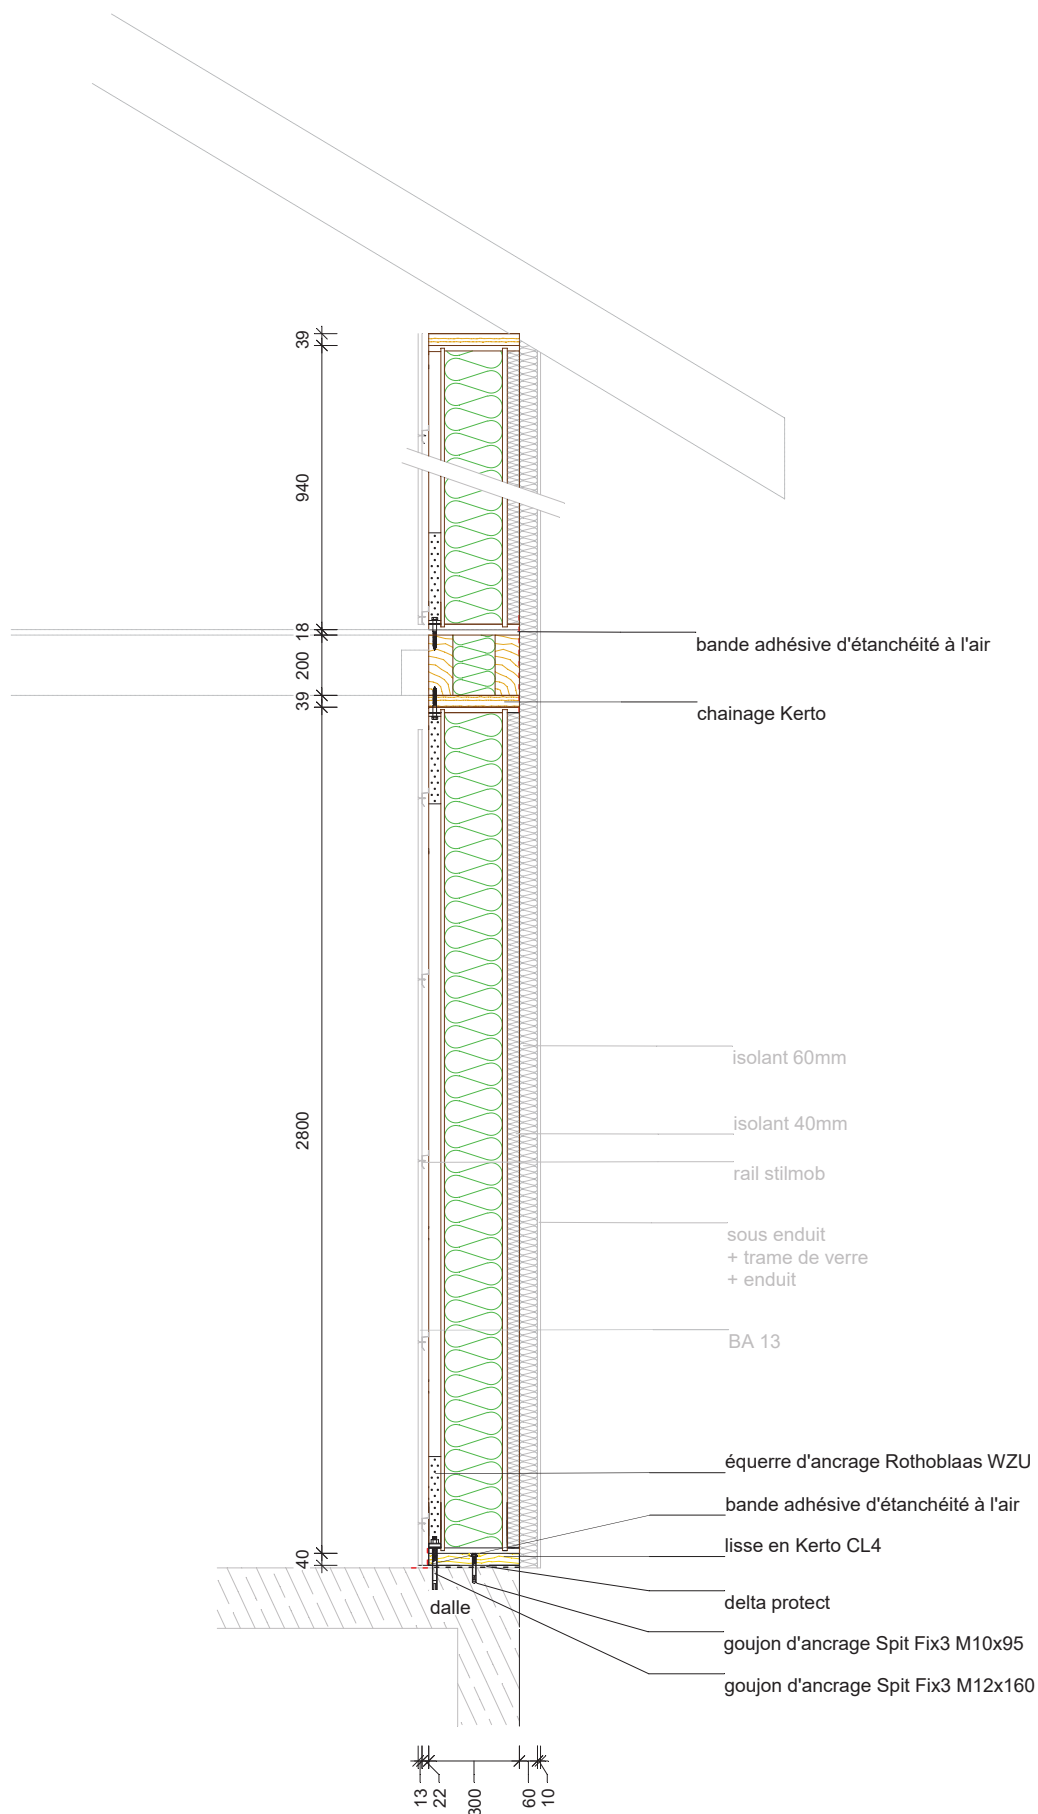 39
940
18
200
39
2800
40
bande adhésive d'étanchéité à l'air
chainage Kerto
isolant 60mm
isolant 40mm
rail stilmob
sous enduit
+ trame de verre
+ enduit
BA 13
équerre d'ancrage Rothoblaas WZU
bande adhésive d'étanchéité à l'air
lisse en Kerto CL4
delta protect
dalle
goujon d'ancrage Spit Fix3 M10x95
goujon d'ancrage Spit Fix3 M12x160
13
22
300
60
10